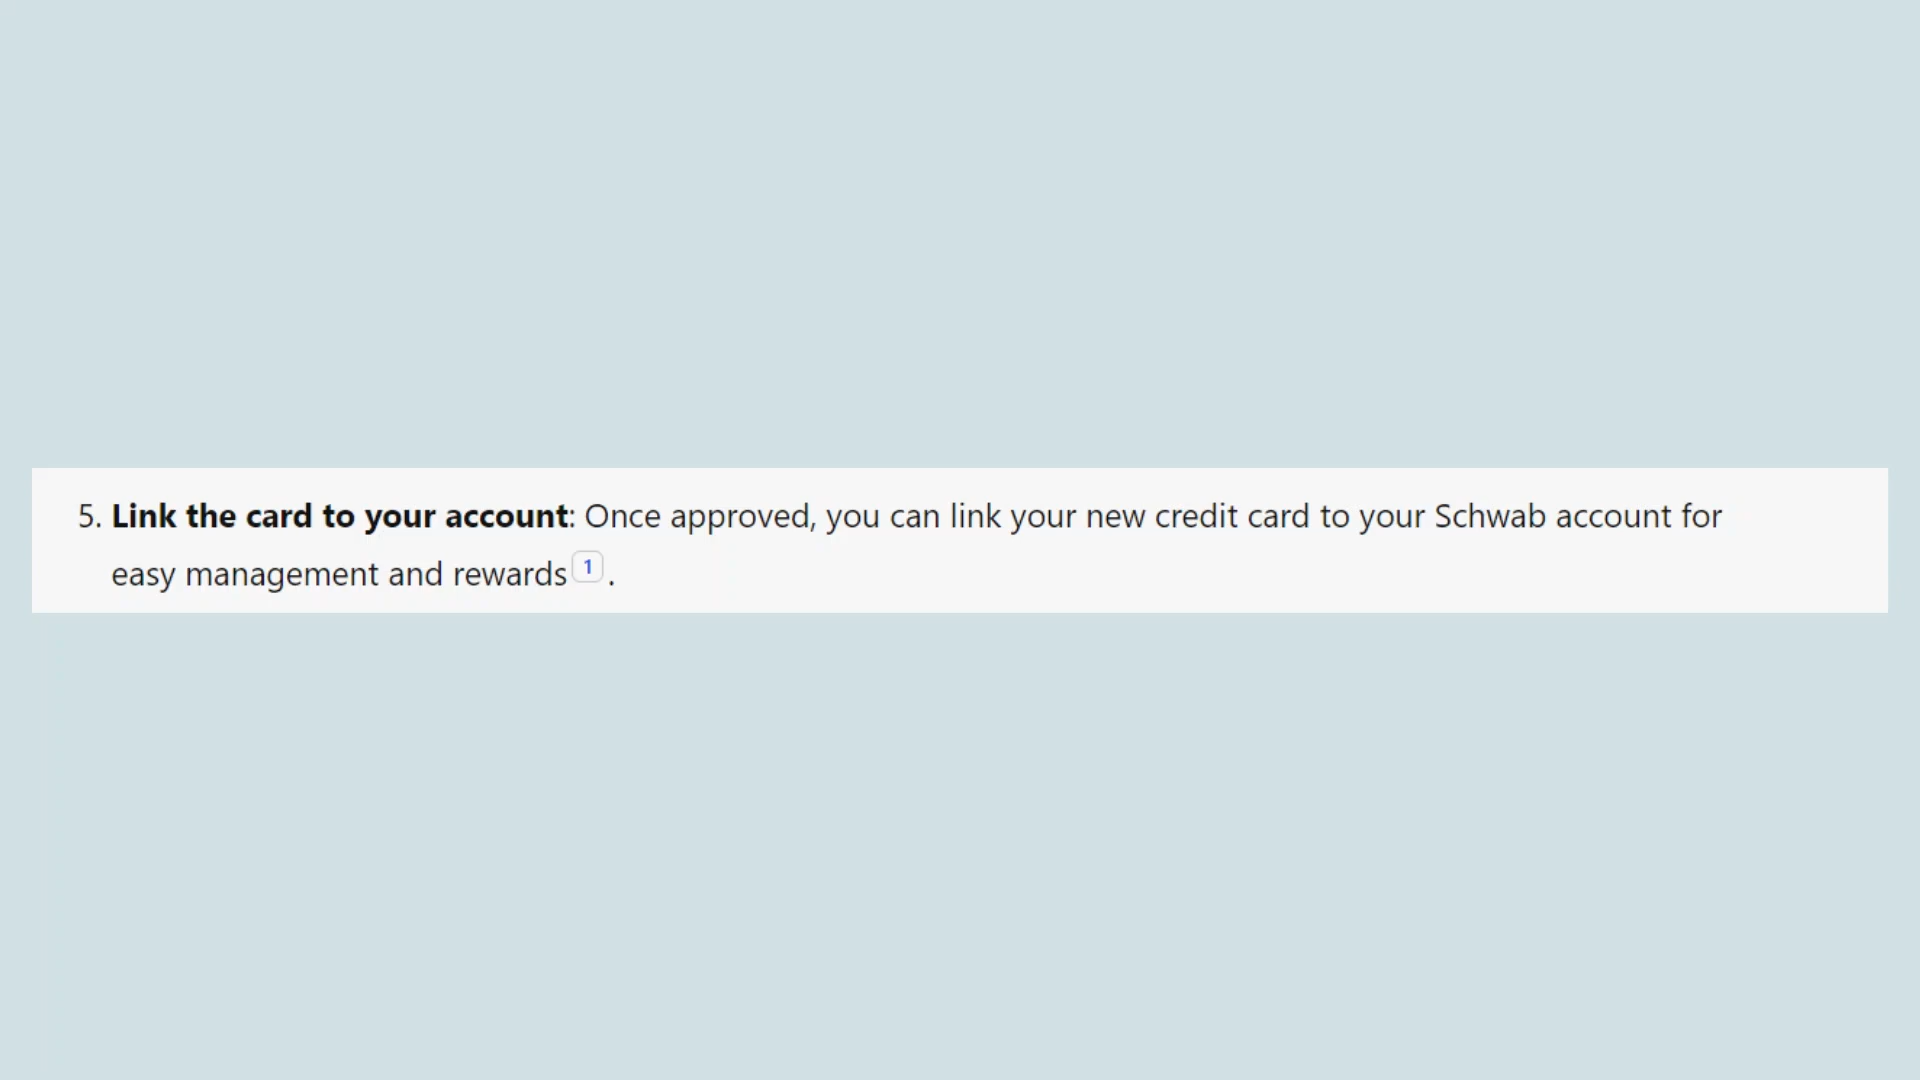 5. Link the card to your account: Once approved, you can link your new credit card to your Schwab account for
easy management and rewards 1 .